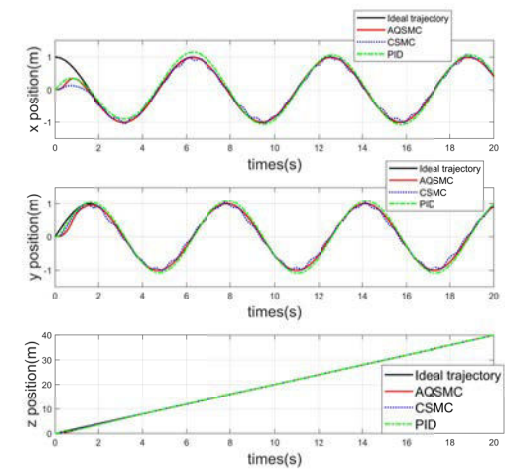 Ideal trajectory
AQSMC
CSMC
PID
x position(m)
1
0
-1
0 2 4 6 8 10 12 14 16 18 20
times(s)
Ideal trajectory
AQSMC
CSMC
PID
y position(m)
1
0
-1
0 2 4 6 8 10 12 14 16 18 20
times(s)
z position(m)
40
30
20
10
0
Ideal trajectory
AQSMC
CSMC
PID
0 2 4 6 8 10 12 14 16 18 20
times(s)